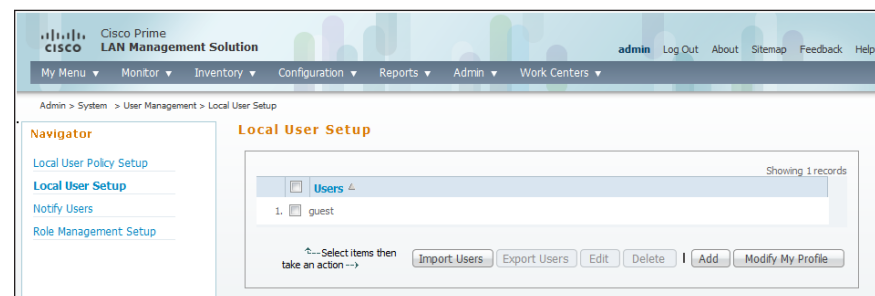 Cisco Prime
CISCO LAN Management Solution
admin Log Out About Sitemap Feedback Help
My Menu ▼ Monitor ▼ Inventory ▼ Configuration ▼ Reports ▼ Admin ▼ Work Centers ▼
Admin > System > User Management > Local User Setup
Navigator
Local User Policy Setup
Local User Setup
Notify Users
Role Management Setup
Local User Setup
Showing 1 records
Users
1. guest
Select items then
take an action -->
Import Users Export Users Edit Delete | Add Modify My Profile